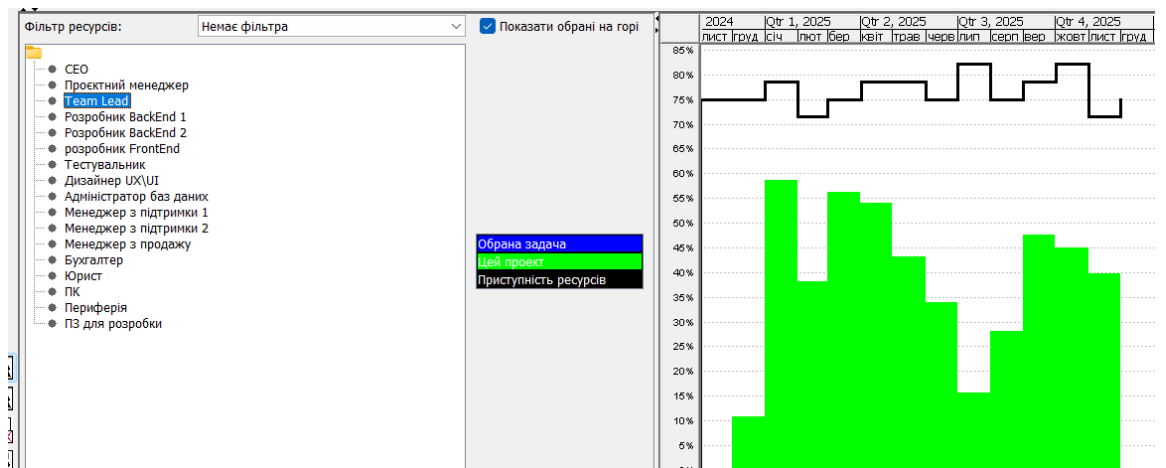 Фільтр ресурсів:
Немає фільтра
Показати обрані на горі
CEO
Проєктний менеджер
Team Lead
Розробник BackEnd 1
Розробник BackEnd 2
розробник FrontEnd
Тестувальник
Дизайнер UX\UI
Адміністратор баз даних
Менеджер з підтримки 1
Менеджер з підтримки 2
Менеджер з продажу
Бухгалтер
Юрист
ПК
Периферія
ПЗ для розробки
Обрана задача
Цей проект
Приступність ресурсів
2024 Qtr 1, 2025 Qtr 2, 2025 Qtr 3, 2025 Qtr 4, 2025
лист груд січ лют бер квіт трав черв лип серп вер жовт лист груд
85%
80%
75%
70%
65%
60%
55%
50%
45%
40%
35%
30%
25%
20%
15%
10%
5%